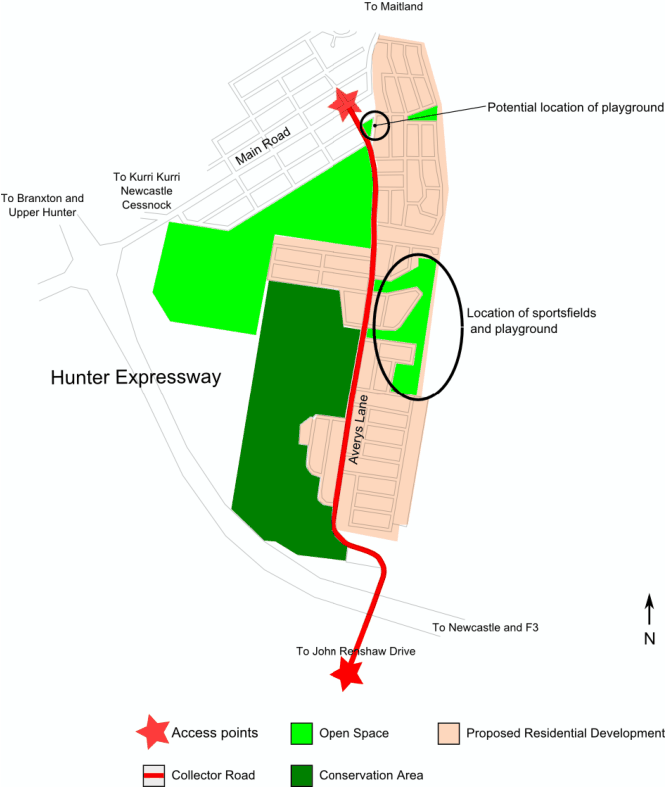 To Maitland
Potential location of playground
Main Road
To Kurri Kurri
Newcastle
Cessnock
To Branxton and
Upper Hunter
Location of sportsfields
and playground
Hunter Expressway
Averys Lane
To Newcastle and F3
N
To John Renshaw Drive
Access points
Open Space
Proposed Residential Development
Collector Road
Conservation Area